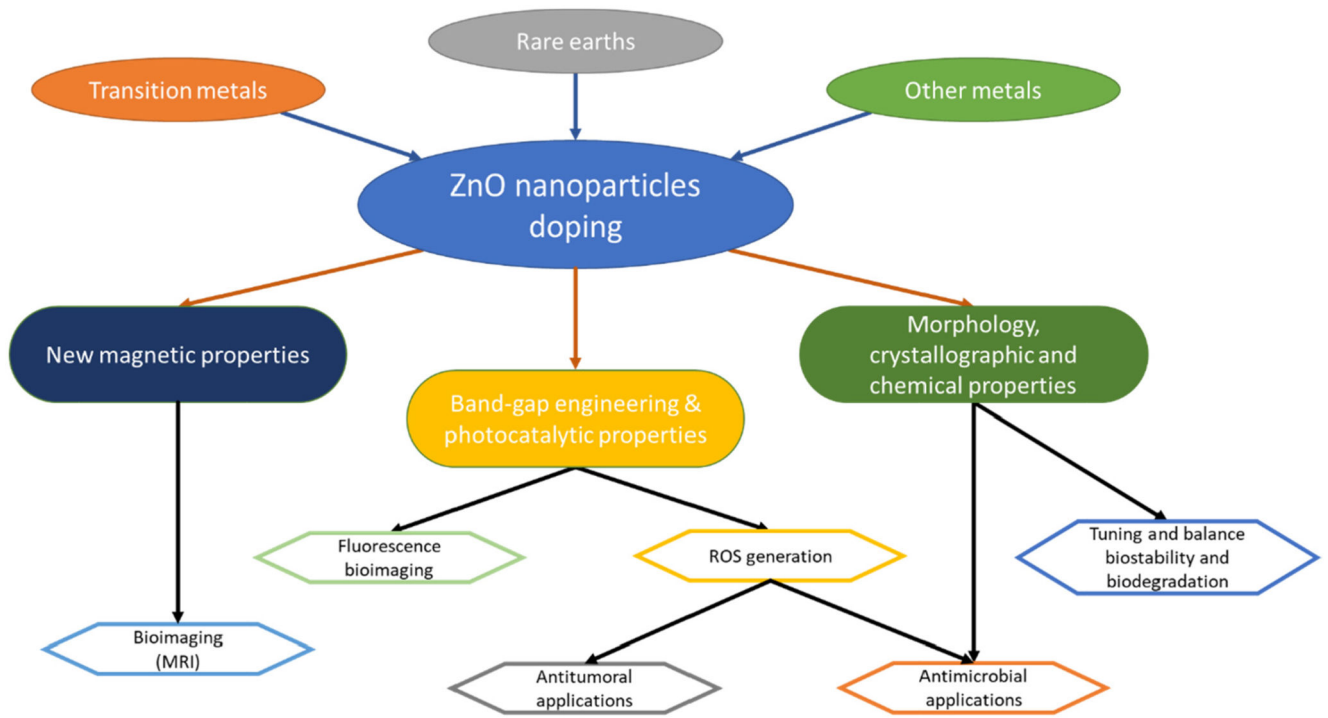 Rare earths
Transition metals
Other metals
ZnO nanoparticles
doping
New magnetic properties
Morphology,
crystallographic and
chemical properties
Band-gap engineering &
photocatalytic properties
Fluorescence
bioimaging
ROS generation
Tuning and balance
biostability and
biodegradation
Bioimaging
(MRI)
Antitumoral
applications
Antimicrobial
applications